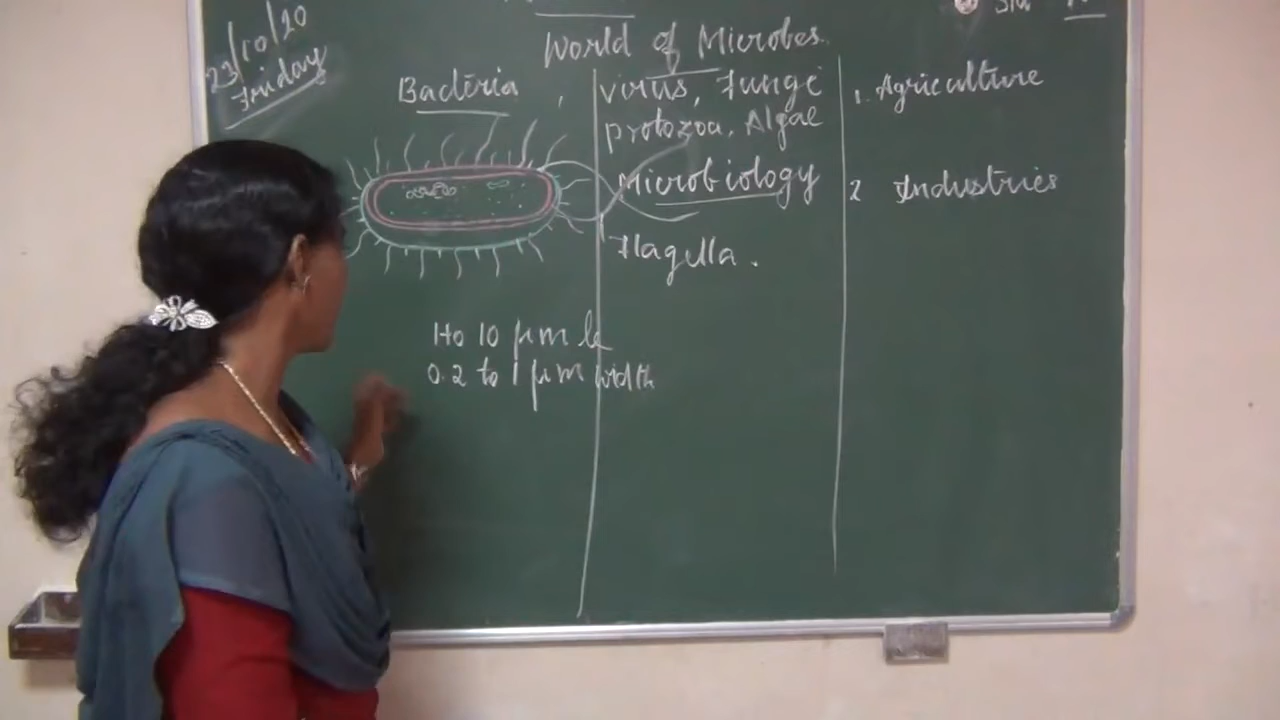 23/10/20
Friday
World of Microbes.
Bacteria,
virus, Fungi
protozoa, Algae
Microbiology
Flagella.
1 to 10 μm le
0.2 to 1 μm width
1. Agriculture
2 Industries